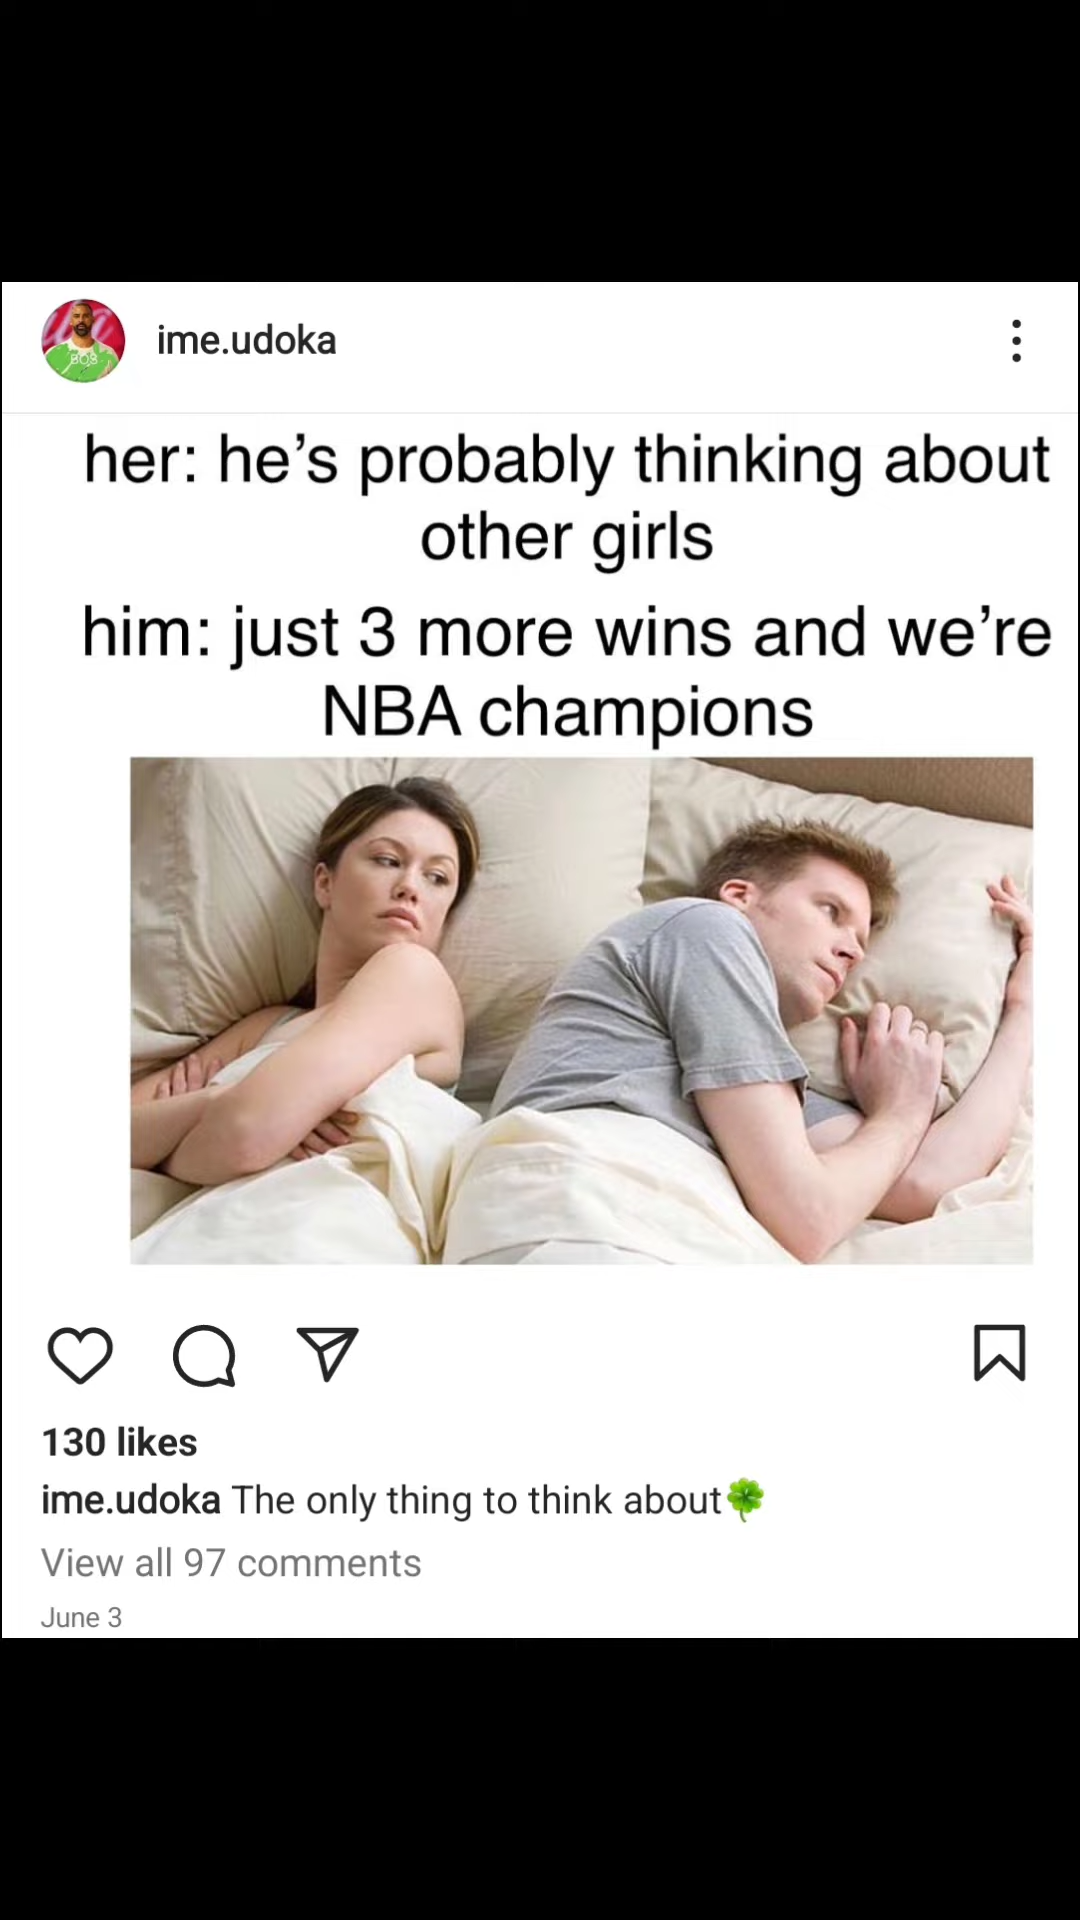 ime.udoka
BOS
her: he's probably thinking about
other girls
him: just 3 more wins and we're
NBA champions
130 likes
ime.udoka The only thing to think about🍀
View all 97 comments
June 3